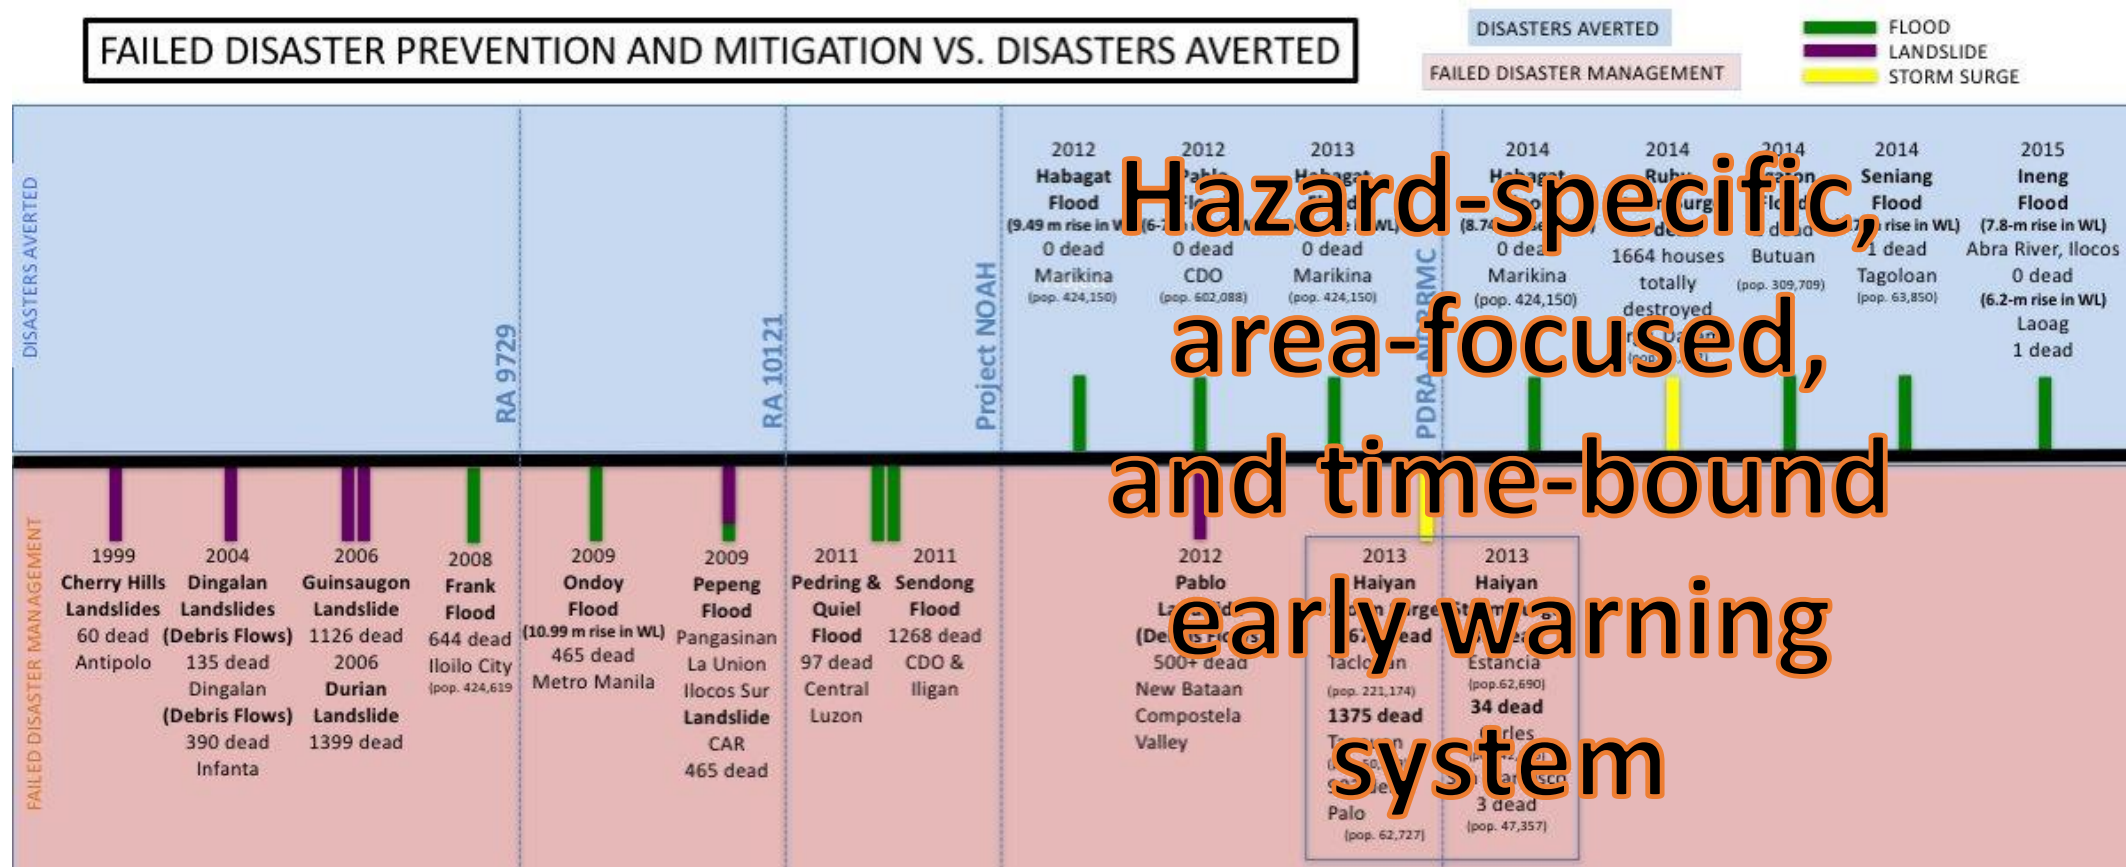 FAILED DISASTER PREVENTION AND MITIGATION VS. DISASTERS AVERTED
DISASTERS AVERTED
FAILED DISASTER MANAGEMENT
FLOOD
LANDSLIDE
STORM SURGE
DISASTERS AVERTED
RA 9729
RA 10121
Project NOAH
2012
Habagat
Flood
(9.49 m rise in
0 dead
Marikina
(pop. 424,150)
2012
0 dead
CDO
(pop. 602,088)
2013
0 dead
Marikina
(pop. 424,150)
2014
Marikina
(pop. 424,150)
2014
1664 houses
totally
destroyed
2014
Butuan
(pop. 309,709)
2014
Seniang
Flood
rise in WL)
1 dead
Tagoloan
(pop. 63,850)
2015
Ineng
Flood
(7.8-m rise in WL)
Abra River, Ilocos
0 dead
(6.2-m rise in WL)
Laoag
1 dead
Hazard-specific,
area-focused,
and time-bound
early warning
system
FAILED DISASTER MANAGEMENT
1999
Cherry Hills
Landslides
60 dead
Antipolo
2004
Dingalan
Landslides
(Debris Flows)
135 dead
Dingalan
(Debris Flows)
390 dead
Infanta
2006
Guinsaugon
Landslide
1126 dead
2006
Durian
Landslide
1399 dead
2008
Frank
Flood
644 dead
Iloilo City
(pop. 424,619
2009
Ondoy
Flood
(10.99 m rise in WL)
465 dead
Metro Manila
2009
Pepeng
Flood
Pangasinan
La Union
Ilocos Sur
Landslide
CAR
465 dead
2011
Pedring &
Quiel
Flood
97 dead
Central
Luzon
2011
Sendong
Flood
1268 dead
CDO &
Iligan
2012
Pablo
500+ dead
New Bataan
Compostela
Valley
2013
Haiyan
(pop. 221,174)
1375 dead
Palo
(pop. 62,727)
2013
Haiyan
Estancia
(pop.62,690)
34 dead
3 dead
(pop. 47,357)